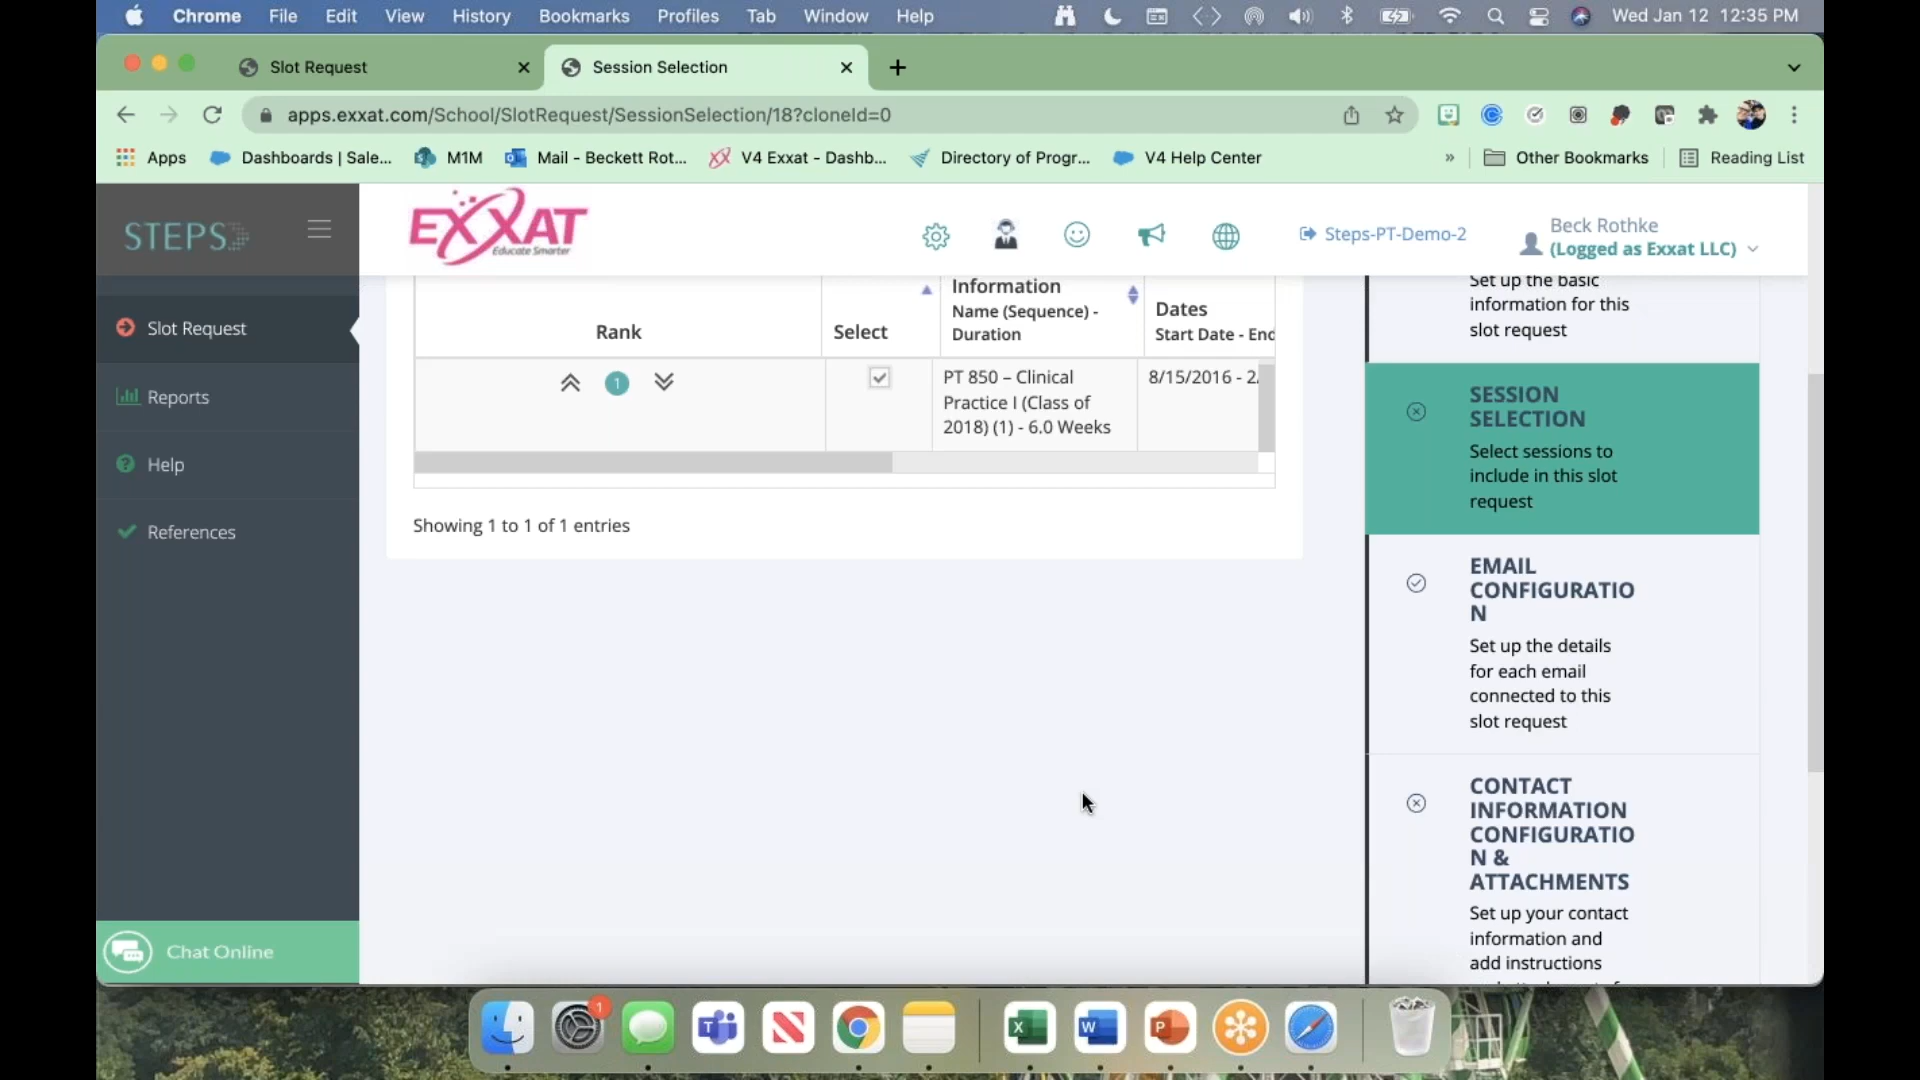 Chrome File Edit View History Bookmarks Profiles Tab Window Help Wed Jan 12 12:35 PM
Slot Request
Session Selection
apps.exxat.com/School/SlotRequest/SessionSelection/18?cloneId=0
Apps Dashboards | Sale... M1M Mail - Beckett Rot... V4 Exxat - Dashb... Directory of Progr... V4 Help Center » Other Bookmarks Reading List
STEPS
EXXAT
Educate Smarter
Steps-PT-Demo-2
Beck Rothke
(Logged as Exxat LLC)
Slot Request
Reports
Help
References
Chat Online
Rank
Select
Information
Name (Sequence) -
Duration
Dates
Start Date - End
1
PT 850 – Clinical
Practice I (Class of
2018) (1) - 6.0 Weeks
8/15/2016 - 2/
Showing 1 to 1 of 1 entries
Set up the basic
information for this
slot request
SESSION
SELECTION
Select sessions to
include in this slot
request
EMAIL
CONFIGURATIO
N
Set up the details
for each email
connected to this
slot request
CONTACT
INFORMATION
CONFIGURATIO
N &
ATTACHMENTS
Set up your contact
information and
add instructions
1